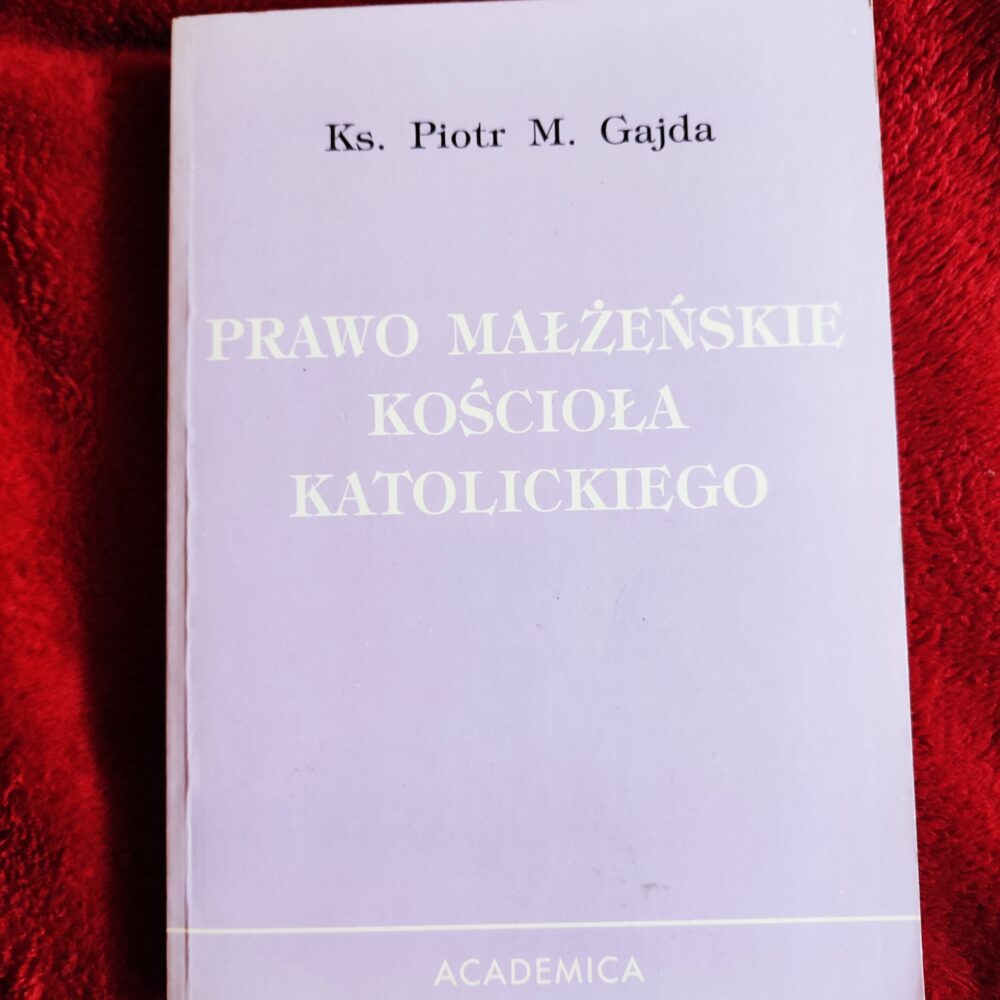 Ks. Piotr M. Gajda
PRAWO MAŁŻEŃSKIE
KOŚCIOŁA
KATOLICKIEGO
ACADEMICA